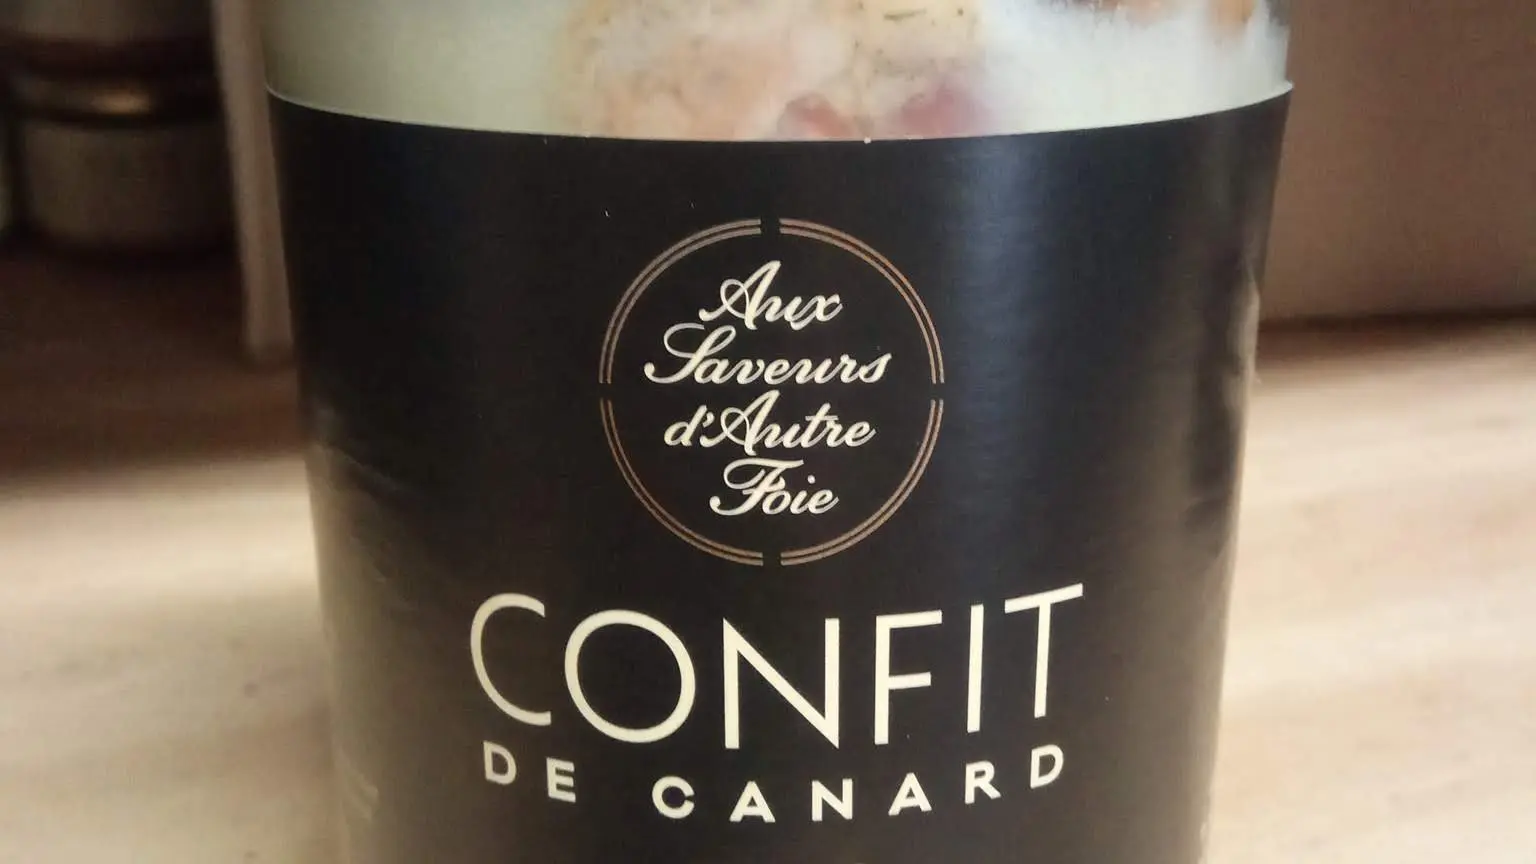 Aux
Saveurs
d'Autre
Foie
CONFIT
DE CANARD